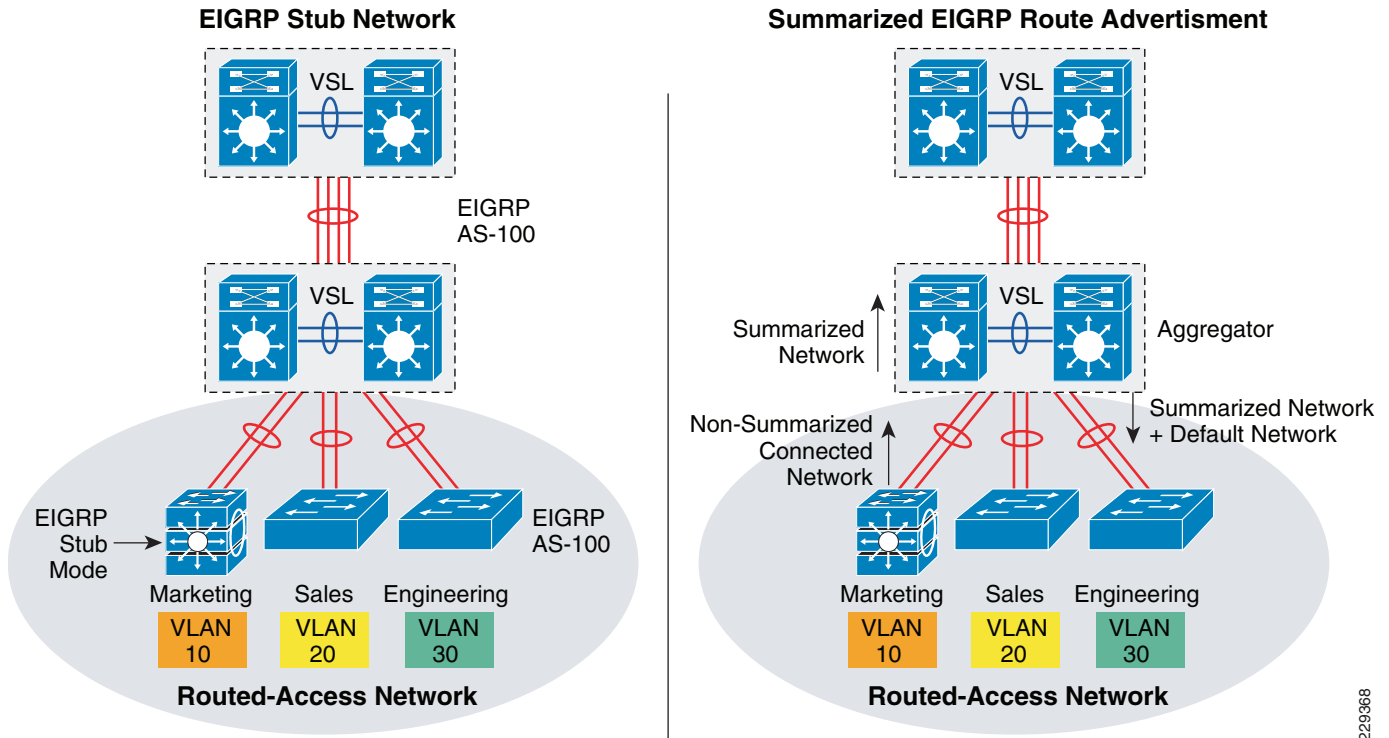 EIGRP Stub Network
VSL
EIGRP
AS-100
VSL
EIGRP
Stub
Mode
EIGRP
AS-100
Marketing
Sales
Engineering
VLAN
10
VLAN
20
VLAN
30
Routed-Access Network
Summarized EIGRP Route Advertisment
VSL
Summarized
Network
VSL
Aggregator
Non-Summarized
Connected
Network
Summarized Network
+ Default Network
Marketing
Sales
Engineering
VLAN
10
VLAN
20
VLAN
30
Routed-Access Network
229368